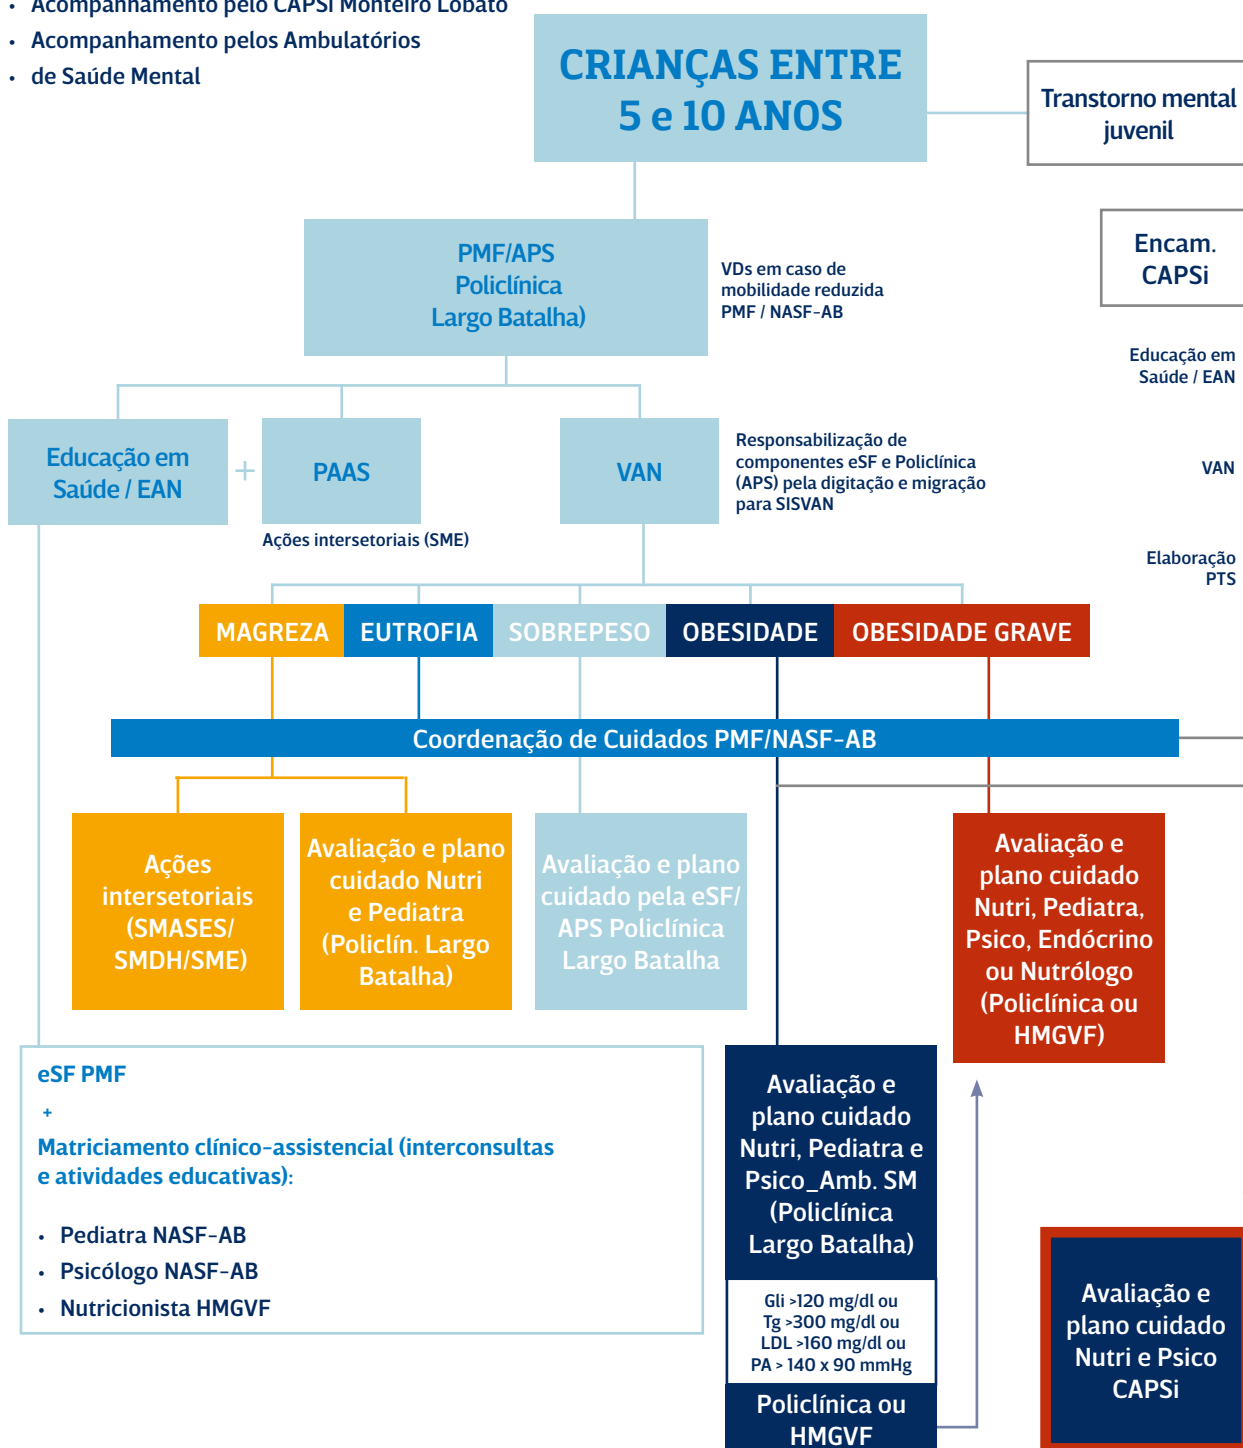 • Acompanhamento pelo CAPSi Monteiro Lobato
• Acompanhamento pelos Ambulatórios
• de Saúde Mental
CRIANÇAS ENTRE
5 e 10 ANOS
Transtorno mental
juvenil
PMF/APS
Policlínica
Largo Batalha)
VDs em caso de
mobilidade reduzida
PMF / NASF-AB
Encam.
CAPSi
Educação em
Saúde / EAN
Educação em
Saúde / EAN
+
PAAS
Ações intersetoriais (SME)
VAN
Responsabilização de
componentes eSF e Policlínica
(APS) pela digitação e migração
para SISVAN
VAN
Elaboração
PTS
MAGREZA
EUTROFIA
SOBREPESO
OBESIDADE
OBESIDADE GRAVE
Coordenação de Cuidados PMF/NASF-AB
Ações
intersetoriais
(SMASES/
SMDH/SME)
Avaliação e plano
cuidado Nutri
e Pediatra
(Policlín. Largo
Batalha)
Avaliação e plano
cuidado pela eSF/
APS Policlínica
Largo Batalha
Avaliação e
plano cuidado
Nutri, Pediatra,
Psico, Endócrino
ou Nutrólogo
(Policlínica ou
HMGVF)
eSF PMF
+
Matriciamento clínico-assistencial (interconsultas
e atividades educativas):
• Pediatra NASF-AB
• Psicólogo NASF-AB
• Nutricionista HMGVF
Avaliação e
plano cuidado
Nutri, Pediatra e
Psico_Amb. SM
(Policlínica
Largo Batalha)
Gli >120 mg/dl ou
Tg >300 mg/dl ou
LDL >160 mg/dl ou
PA > 140 x 90 mmHg
Policlínica ou
HMGVF
Avaliação e
plano cuidado
Nutri e Psico
CAPSi